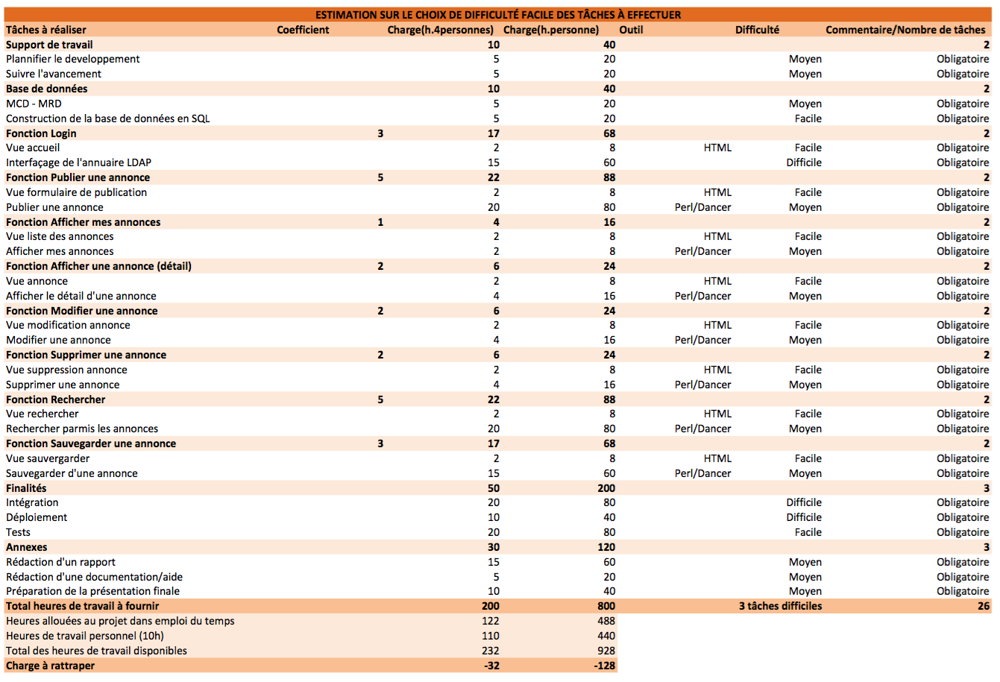 ESTIMATION SUR LE CHOIX DE DIFFICULTÉ FACILE DES TÂCHES À EFFECTUER
Tâches à réaliser Coefficient Charge(h.4personnes) Charge(h.personne) Outil Difficulté Commentaire/Nombre de tâches
Support de travail 10 40 2
Plannifier le developpement 5 20 Moyen Obligatoire
Suivre l'avancement 5 20 Moyen Obligatoire
Base de données 10 40 2
MCD - MRD 5 20 Moyen Obligatoire
Construction de la base de données en SQL 5 20 Facile Obligatoire
Fonction Login 3 17 68 2
Vue accueil 2 8 HTML Facile Obligatoire
Interfaçage de l'annuaire LDAP 15 60 Difficile Obligatoire
Fonction Publier une annonce 5 22 88 2
Vue formulaire de publication 2 8 HTML Facile Obligatoire
Publier une annonce 20 80 Perl/Dancer Moyen Obligatoire
Fonction Afficher mes annonces 1 4 16 2
Vue liste des annonces 2 8 HTML Facile Obligatoire
Afficher mes annonces 2 8 Perl/Dancer Moyen Obligatoire
Fonction Afficher une annonce (détail) 2 6 24 2
Vue annonce 2 8 HTML Facile Obligatoire
Afficher le détail d'une annonce 4 16 Perl/Dancer Moyen Obligatoire
Fonction Modifier une annonce 2 6 24 2
Vue modification annonce 2 8 HTML Facile Obligatoire
Modifier une annonce 4 16 Perl/Dancer Moyen Obligatoire
Fonction Supprimer une annonce 2 6 24 2
Vue suppression annonce 2 8 HTML Facile Obligatoire
Supprimer une annonce 4 16 Perl/Dancer Moyen Obligatoire
Fonction Rechercher 5 22 88 2
Vue rechercher 2 8 HTML Facile Obligatoire
Rechercher parmis les annonces 20 80 Perl/Dancer Moyen Obligatoire
Fonction Sauvegarder une annonce 3 17 68 2
Vue sauvergarder 2 8 HTML Facile Obligatoire
Sauvegarder d'une annonce 15 60 Perl/Dancer Moyen Obligatoire
Finalités 50 200 3
Intégration 20 80 Difficile Obligatoire
Déploiement 10 40 Difficile Obligatoire
Tests 20 80 Facile Obligatoire
Annexes 30 120 3
Rédaction d'un rapport 15 60 Moyen Obligatoire
Rédaction d'une documentation/aide 5 20 Moyen Obligatoire
Préparation de la présentation finale 10 40 Moyen Obligatoire
Total heures de travail à fournir 200 800 3 tâches difficiles 26
Heures allouées au projet dans emploi du temps 122 488
Heures de travail personnel (10h) 110 440
Total des heures de travail disponibles 232 928
Charge à rattraper -32 -128